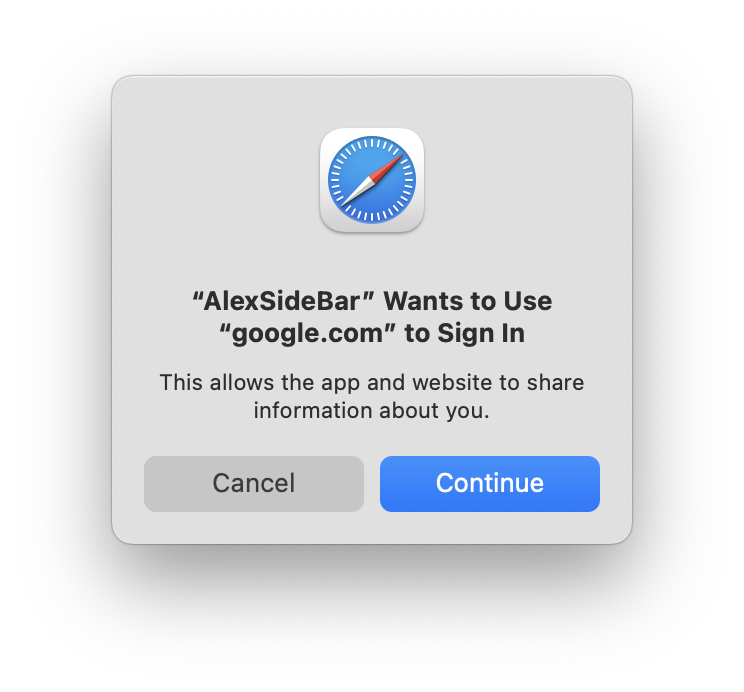 “AlexSideBar” Wants to Use
“google.com” to Sign In
This allows the app and website to share
information about you.
Cancel
Continue